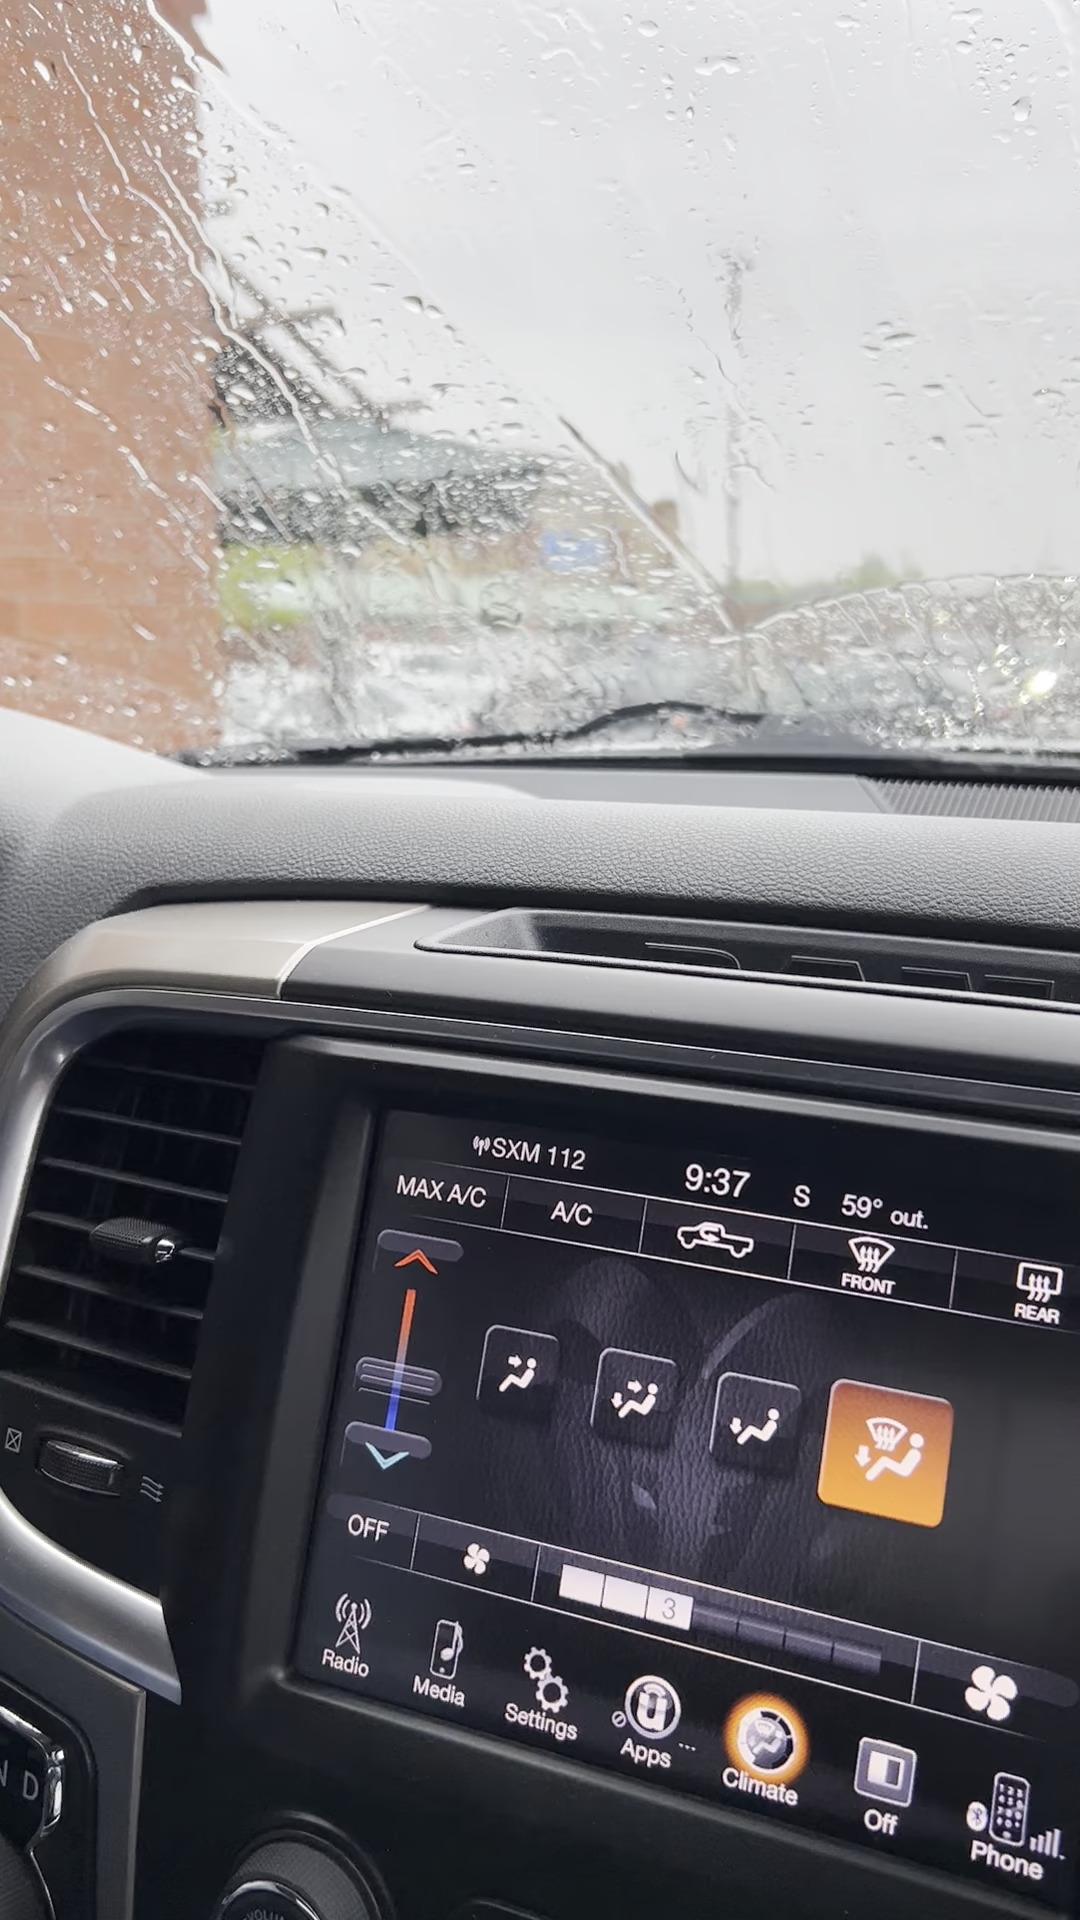 SXM 112 9:37 S 59° out.
MAX A/C A/C FRONT REAR
OFF 3
Radio Media Settings Apps Climate Off Phone
N D